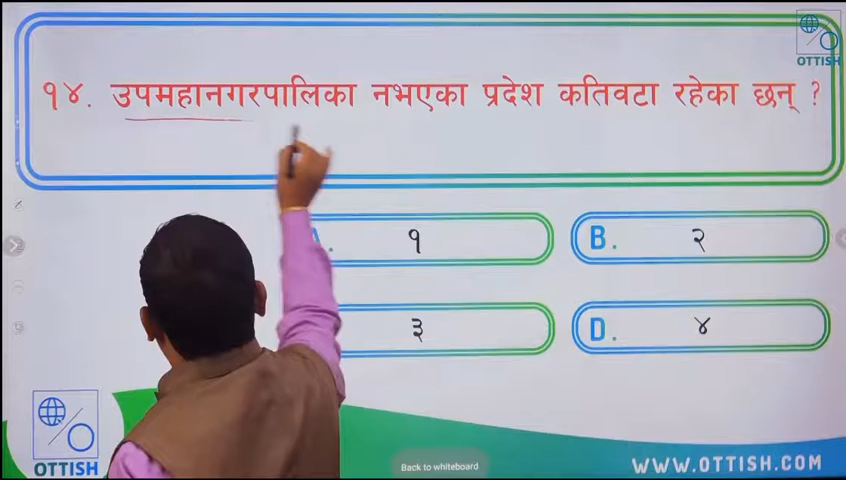 OTTISH
१४. उपमहानगरपालिका नभएका प्रदेश कतिवटा रहेका छन् ?
. १
B. २
३
D. ४
OTTISH
Back to whiteboard
WWW.OTTISH.COM